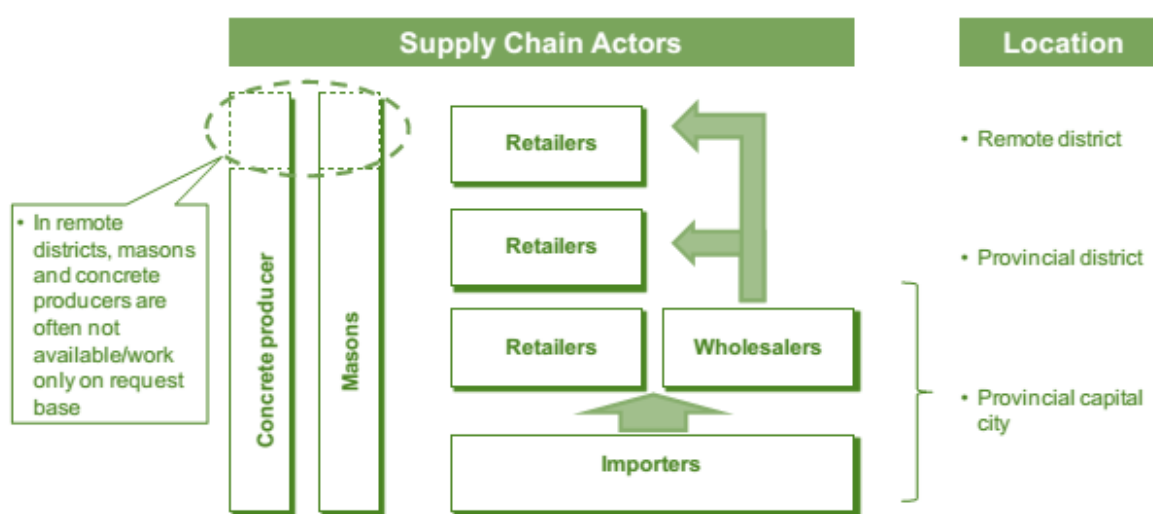 Supply Chain Actors
Location
Retailers
• Remote district
• In remote
districts, masons
and concrete
producers are
often not
available/work
only on request
base
Concrete producer
Masons
Retailers
• Provincial district
Retailers
Wholesalers
• Provincial capital
city
Importers